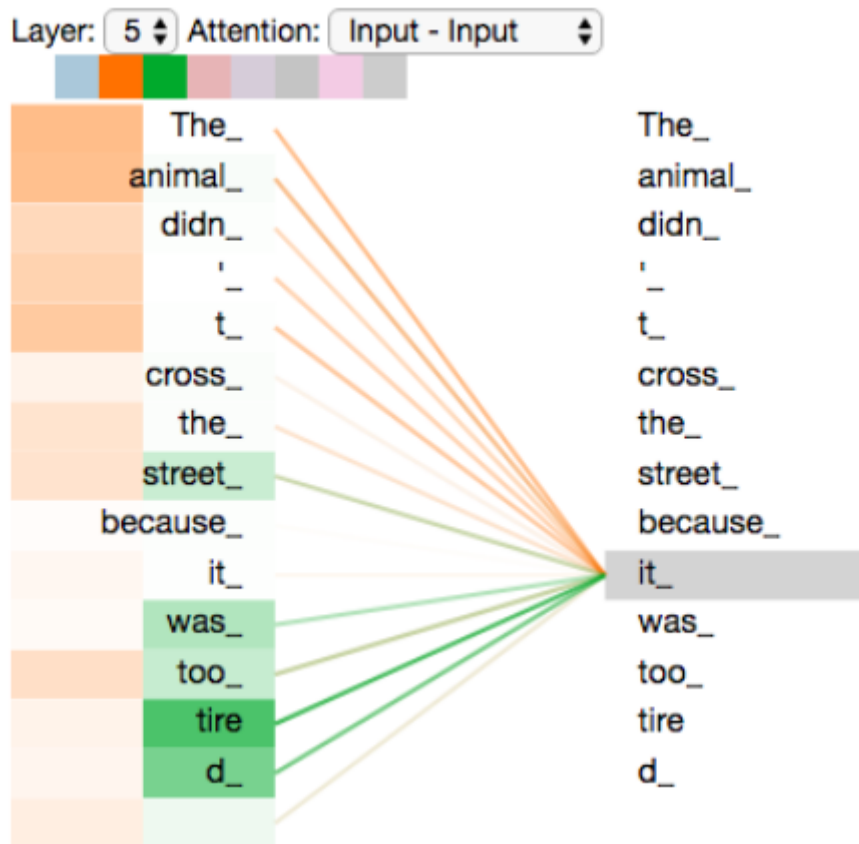 Layer: 5 Attention: Input - Input
The_ The_
animal_ animal_
didn_ didn_
'_ '_
t_ t_
cross_ cross_
the_ the_
street_ street_
because_ because_
it_ it_
was_ was_
too_ too_
tire tire
d_ d_